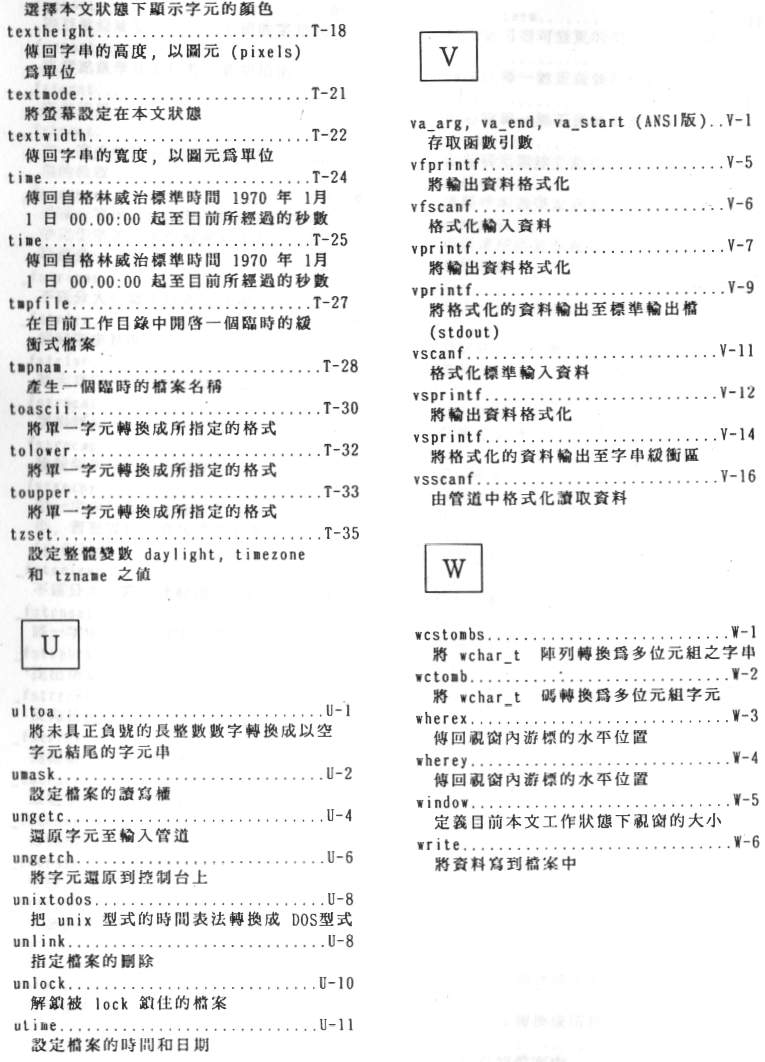 選擇本文狀態下顯示字元的顏色
textheight..........................T-18
傳回字串的高度, 以圖元 (pixels)
爲單位
textmode............................T-21
將螢幕設定在本文狀態
textwidth...........................T-22
傳回字串的寬度, 以圖元爲單位
time................................T-24
傳回自格林威治標準時間 1970 年 1月
1 日 00.00:00 起至目前所經過的秒數
time................................T-25
傳回自格林威治標準時間 1970 年 1月
1 日 00.00:00 起至目前所經過的秒數
tmpfile.............................T-27
在目前工作目錄中開啓一個臨時的緩
衝式檔案
tmpnam..............................T-28
產生一個臨時的檔案名稱
toascii.............................T-30
將單一字元轉換成所指定的格式
tolower.............................T-32
將單一字元轉換成所指定的格式
toupper.............................T-33
將單一字元轉換成所指定的格式
tzset...............................T-35
設定整體變數 daylight, timezone
和 tzname 之値
U
ultoa...............................U-1
將未具正負號的長整數數字轉換成以空
字元結尾的字元串
umask...............................U-2
設定檔案的讀寫權
ungetc..............................U-4
還原字元至輸入管道
ungetch.............................U-6
將字元還原到控制台上
unixtodos...........................U-8
把 unix 型式的時間表法轉換成 DOS型式
unlink..............................U-8
指定檔案的刪除
unlock..............................U-10
解鎖被 lock 鎖住的檔案
utime...............................U-11
設定檔案的時間和日期
V
va_arg, va_end, va_start (ANSI版)..V-1
存取函數引數
vfprintf............................V-5
將輸出資料格式化
vfscanf.............................V-6
格式化輸入資料
vprintf.............................V-7
將輸出資料格式化
vprintf.............................V-9
將格式化的資料輸出至標準輸出檔
(stdout)
vscanf..............................V-11
格式化標準輸入資料
vsprintf............................V-12
將輸出資料格式化
vsprintf............................V-14
將格式化的資料輸出至字串緩衝區
vsscanf.............................V-16
由管道中格式化讀取資料
W
wcstombs............................W-1
將 wchar_t 陣列轉換爲多位元組之字串
wctomb..............................W-2
將 wchar_t 碼轉換爲多位元組字元
wherex..............................W-3
傳回視窗內游標的水平位置
wherey..............................W-4
傳回視窗內游標的水平位置
window..............................W-5
定義目前本文工作狀態下視窗的大小
write...............................W-6
將資料寫到檔案中